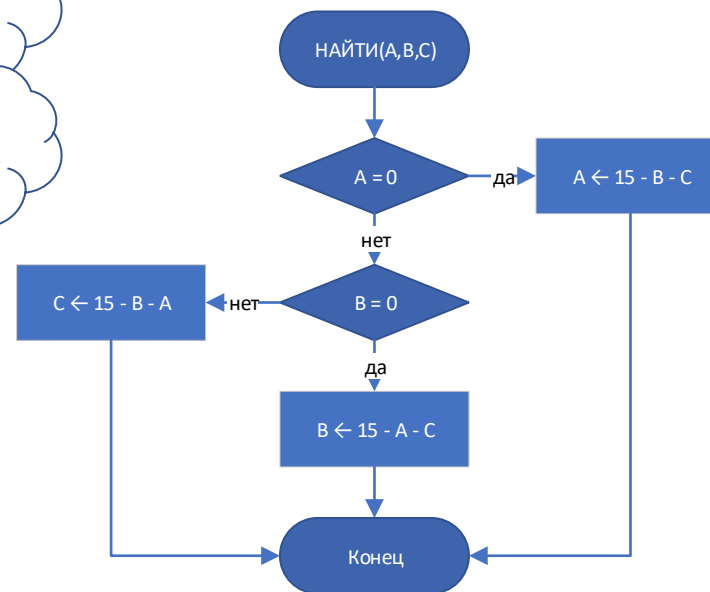 НАЙТИ(A,B,C)
A = 0
да
A ← 15 - B - C
нет
C ← 15 - B - A
нет
B = 0
да
B ← 15 - A - C
Конец